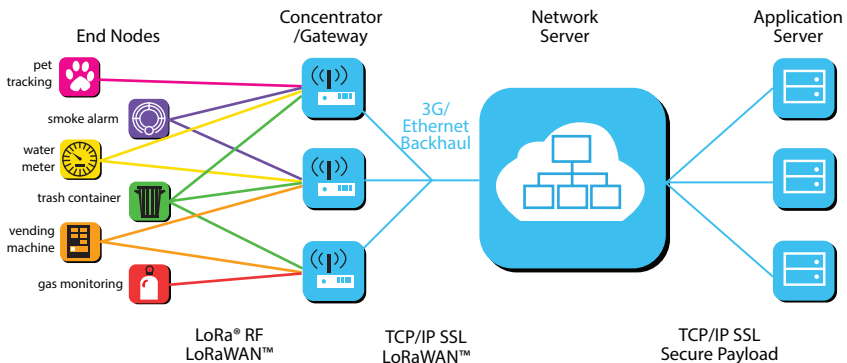 End Nodes
Concentrator
/Gateway
Network
Server
Application
Server
pet
tracking
smoke alarm
water
meter
trash container
vending
machine
gas monitoring
3G/
Ethernet
Backhaul
LoRa® RF
LoRaWAN™
TCP/IP SSL
LoRaWAN™
TCP/IP SSL
Secure Payload